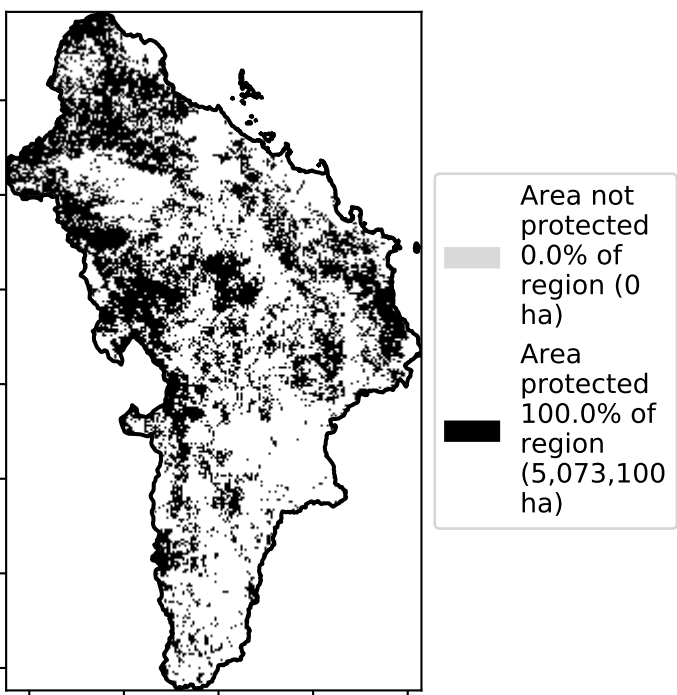 Area not
protected
0.0% of
region (0
ha)
Area
protected
100.0% of
region
(5,073,100
ha)